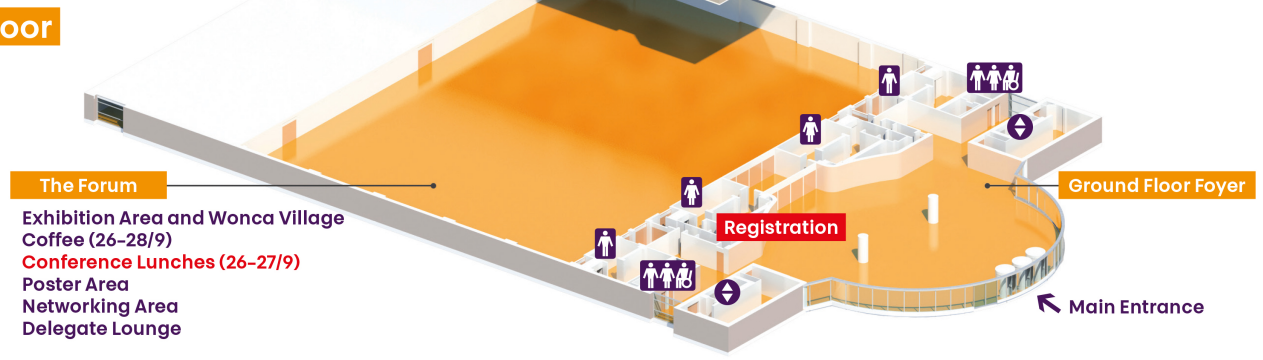 oor
The Forum
Exhibition Area and Wonca Village
Coffee (26-28/9)
Conference Lunches (26-27/9)
Poster Area
Networking Area
Delegate Lounge
Registration
Ground Floor Foyer
Main Entrance